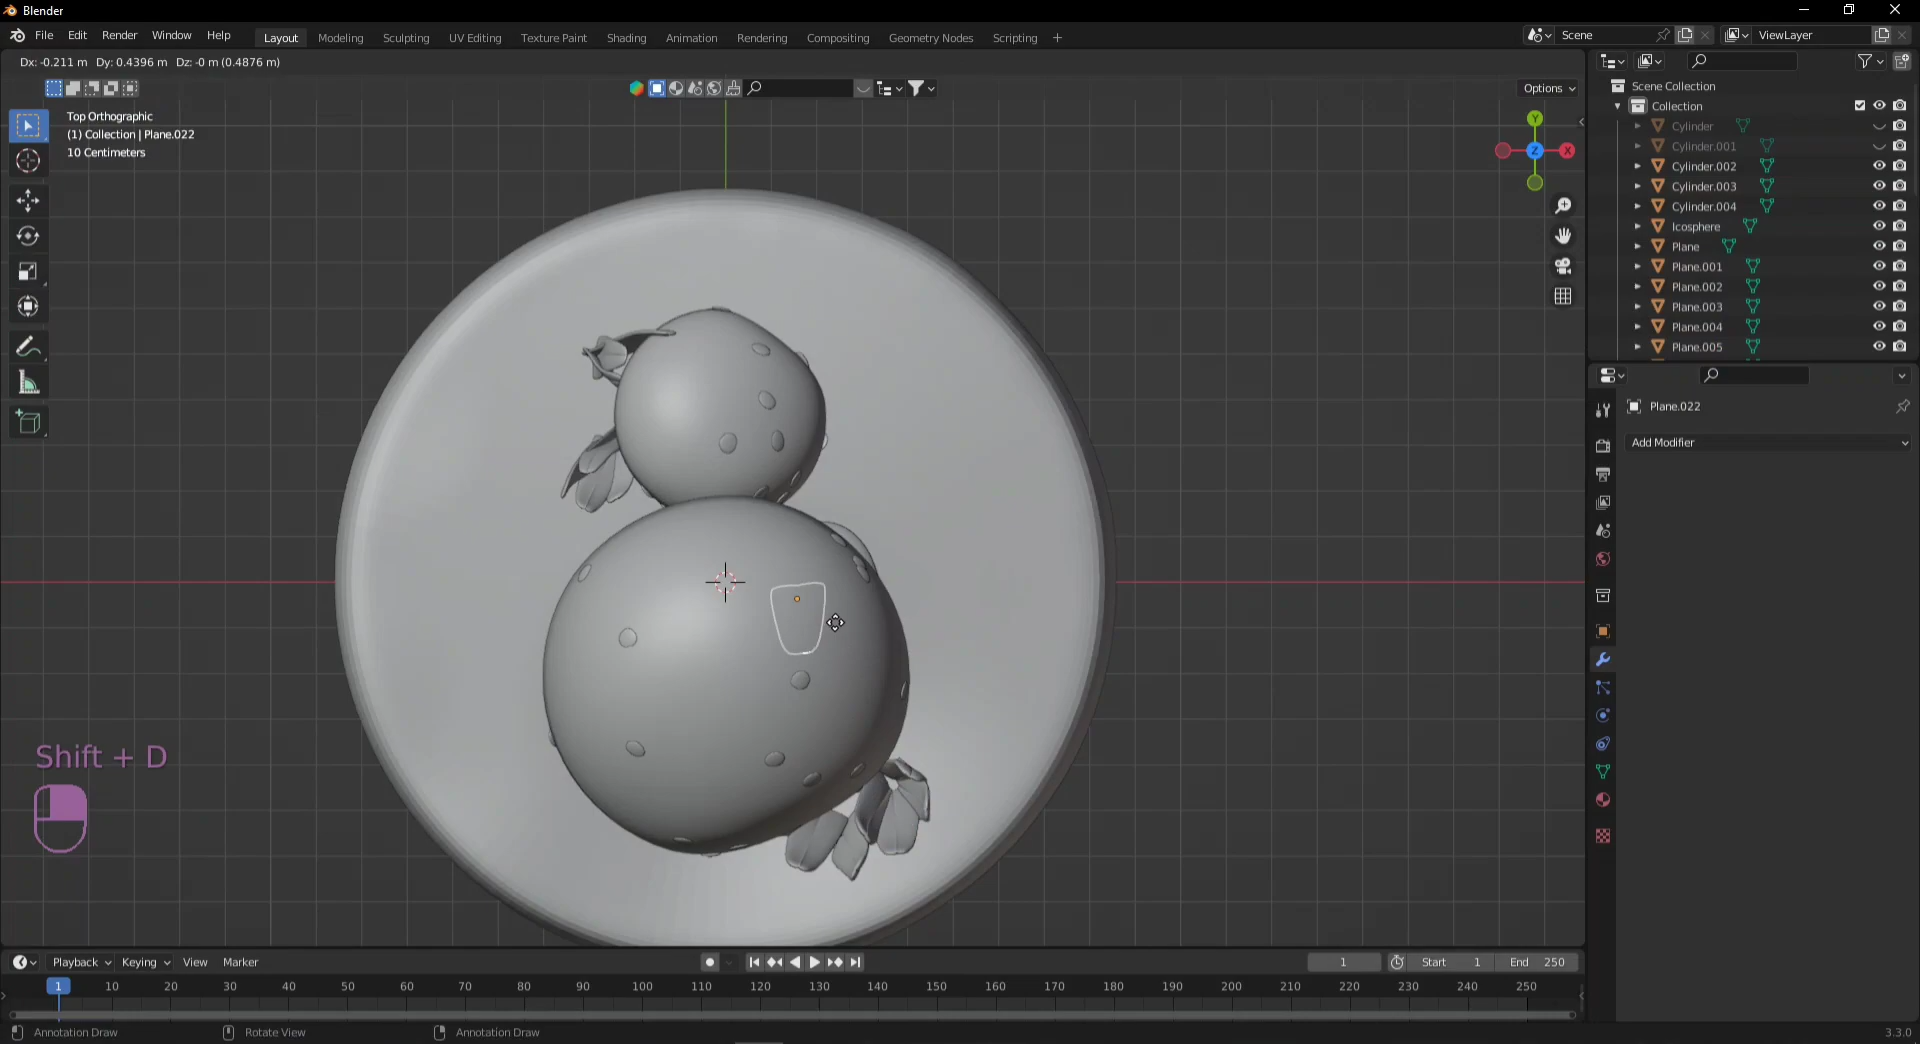 Blender
File Edit Render Window Help
Layout Modeling Sculpting UV Editing Texture Paint Shading Animation Rendering Compositing Geometry Nodes Scripting +
Scene
ViewLayer
Dx: -0.211 m Dy: 0.4396 m Dz: -0 m (0.4876 m)
Options
Top Orthographic
(1) Collection | Plane.022
10 Centimeters
Y
X
Z
Scene Collection
Collection
Cylinder
Cylinder.001
Cylinder.002
Cylinder.003
Cylinder.004
Icosphere
Plane
Plane.001
Plane.002
Plane.003
Plane.004
Plane.005
Plane.022
Add Modifier
Shift + D
Playback Keying View Marker
1
Start 1 End 250
1 10 20 30 40 50 60 70 80 90 100 110 120 130 140 150 160 170 180 190 200 210 220 230 240 250
Annotation Draw Rotate View Annotation Draw
3.3.0